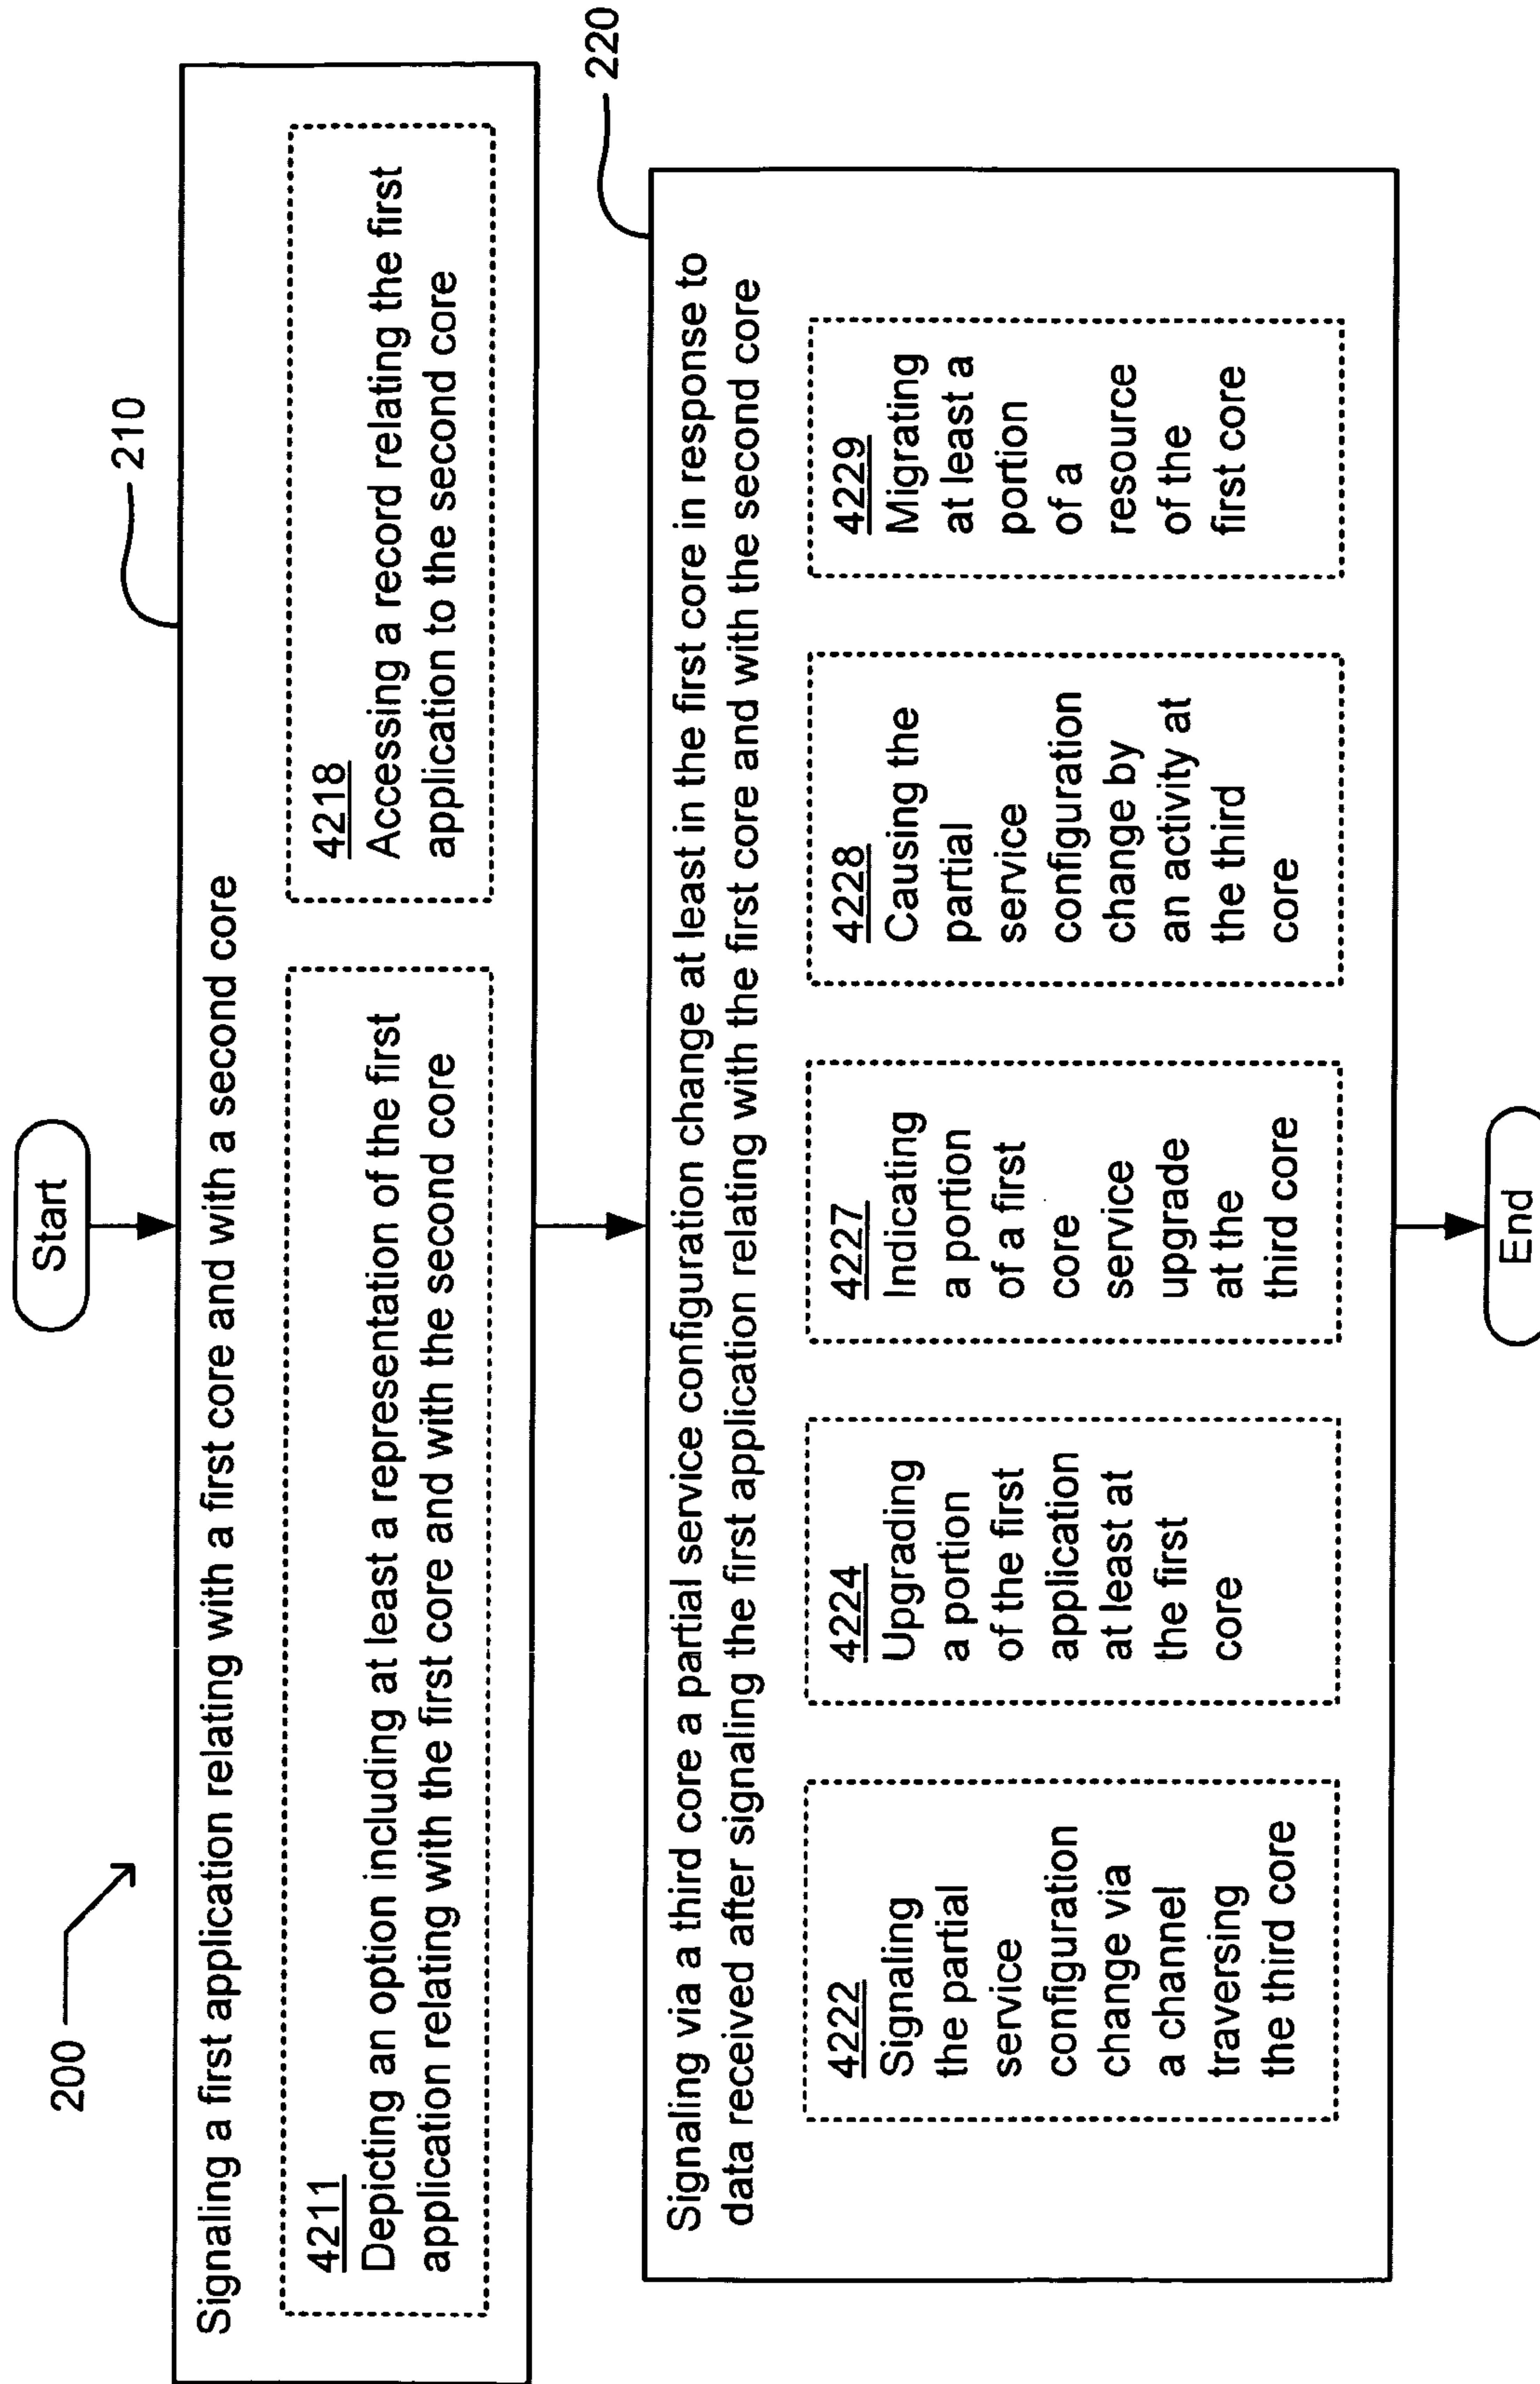 200
Start
210
Signaling a first application relating with a first core and with a second core
4211
Depicting an option including at least a representation of the first
application relating with the first core and with the second core
4218
Accessing a record relating the first
application to the second core
220
Signaling via a third core a partial service configuration change at least in the first core in response to
data received after signaling the first application relating with the first core and with the second core
4222
Signaling
the partial
service
configuration
change via
a channel
traversing
the third core
4224
Upgrading
a portion
of the first
application
at least at
the first
core
4227
Indicating
a portion
of a first
core
service
upgrade
at the
third core
4228
Causing the
partial
service
configuration
change by
an activity at
the third
core
4229
Migrating
at least a
portion
of a
resource
of the
first core
End